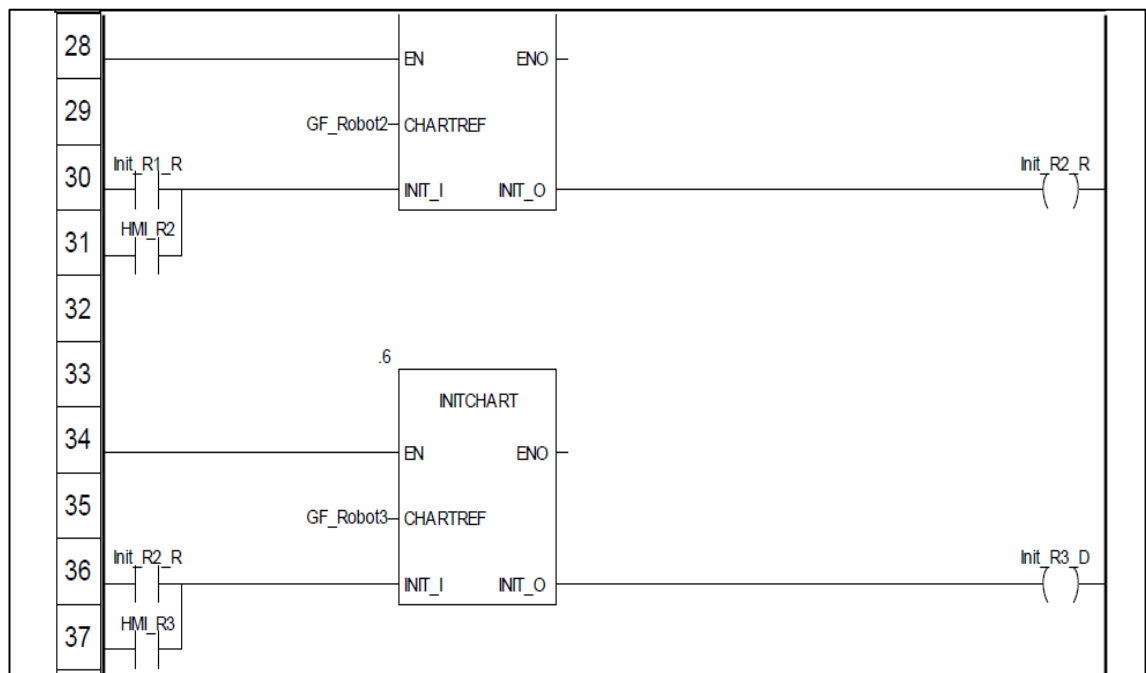 28
EN ENO
29
GF_Robot2 CHARTREF
Init_R1_R Init_R2_R
30
INIT_I INIT_O
HMI_R2
31
32
.6
33
INITCHART
34
EN ENO
35
GF_Robot3 CHARTREF
Init_R2_R Init_R3_D
36
INIT_I INIT_O
HMI_R3
37